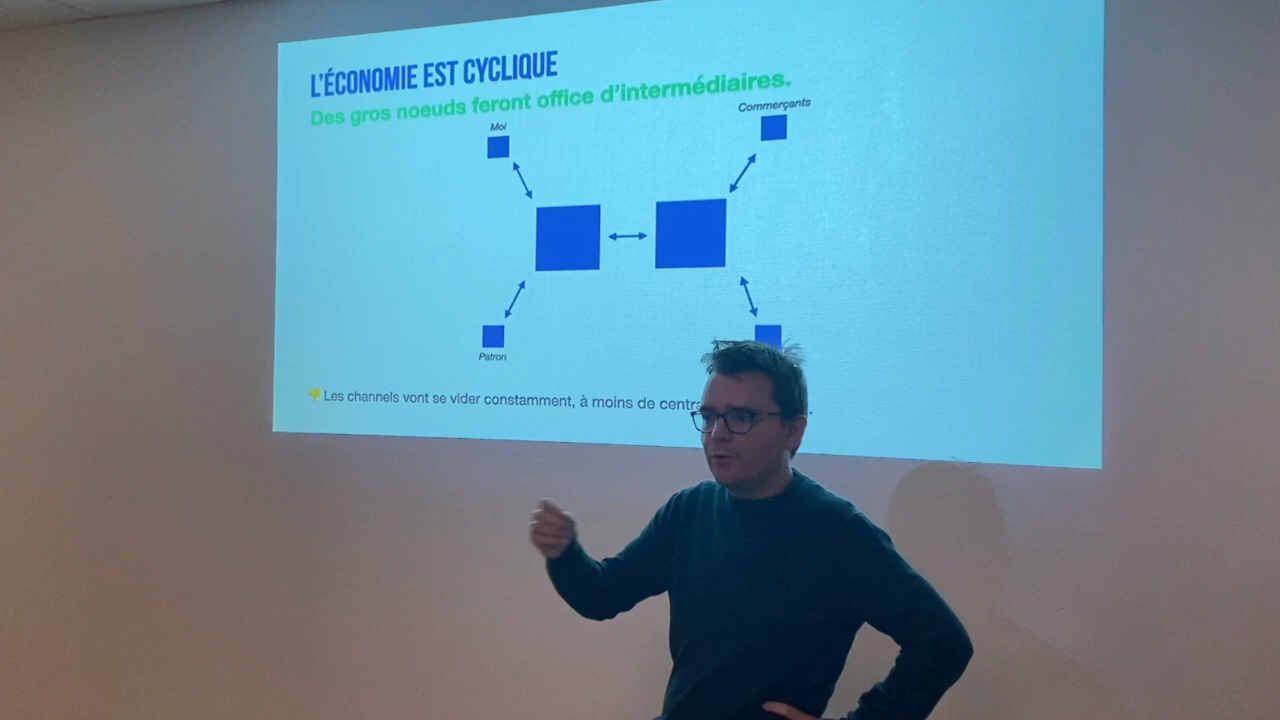 L'ÉCONOMIE EST CYCLIQUE
Des gros noeuds feront office d'intermédiaires.
Moi
Commerçants
Patron
👎 Les channels vont se vider constamment, à moins de